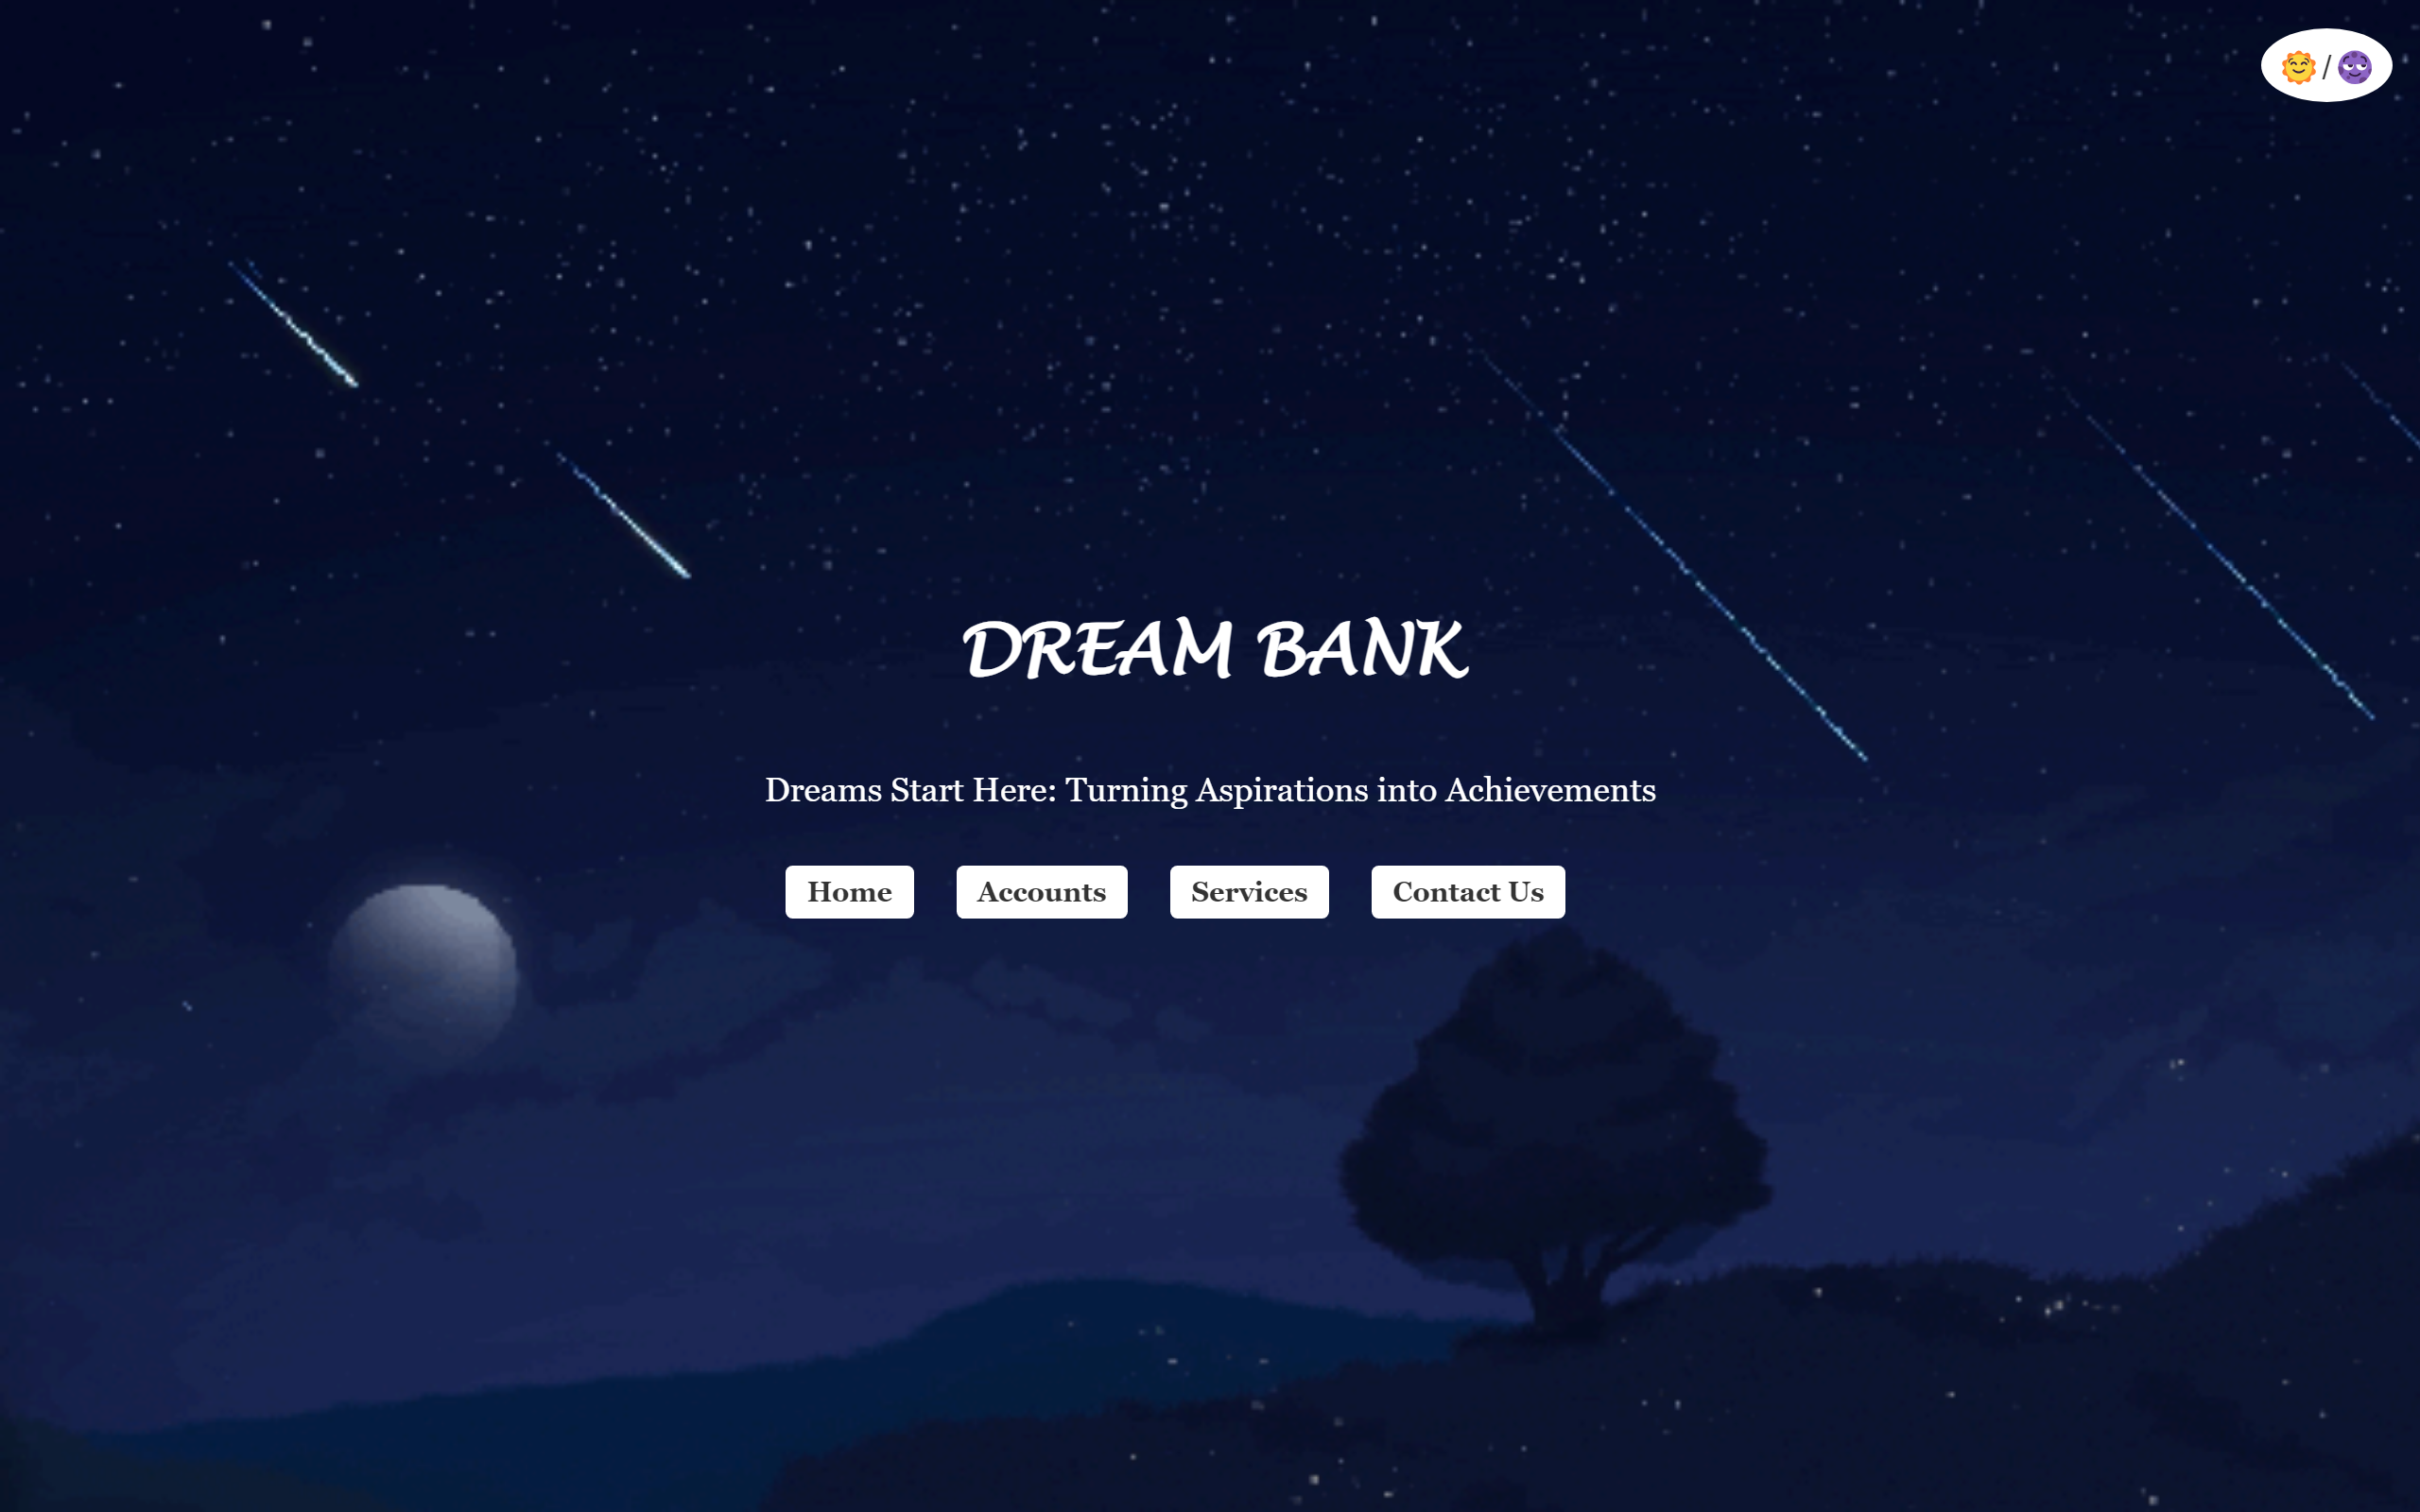 /
DREAM BANK
Dreams Start Here: Turning Aspirations into Achievements
Home Accounts Services Contact Us